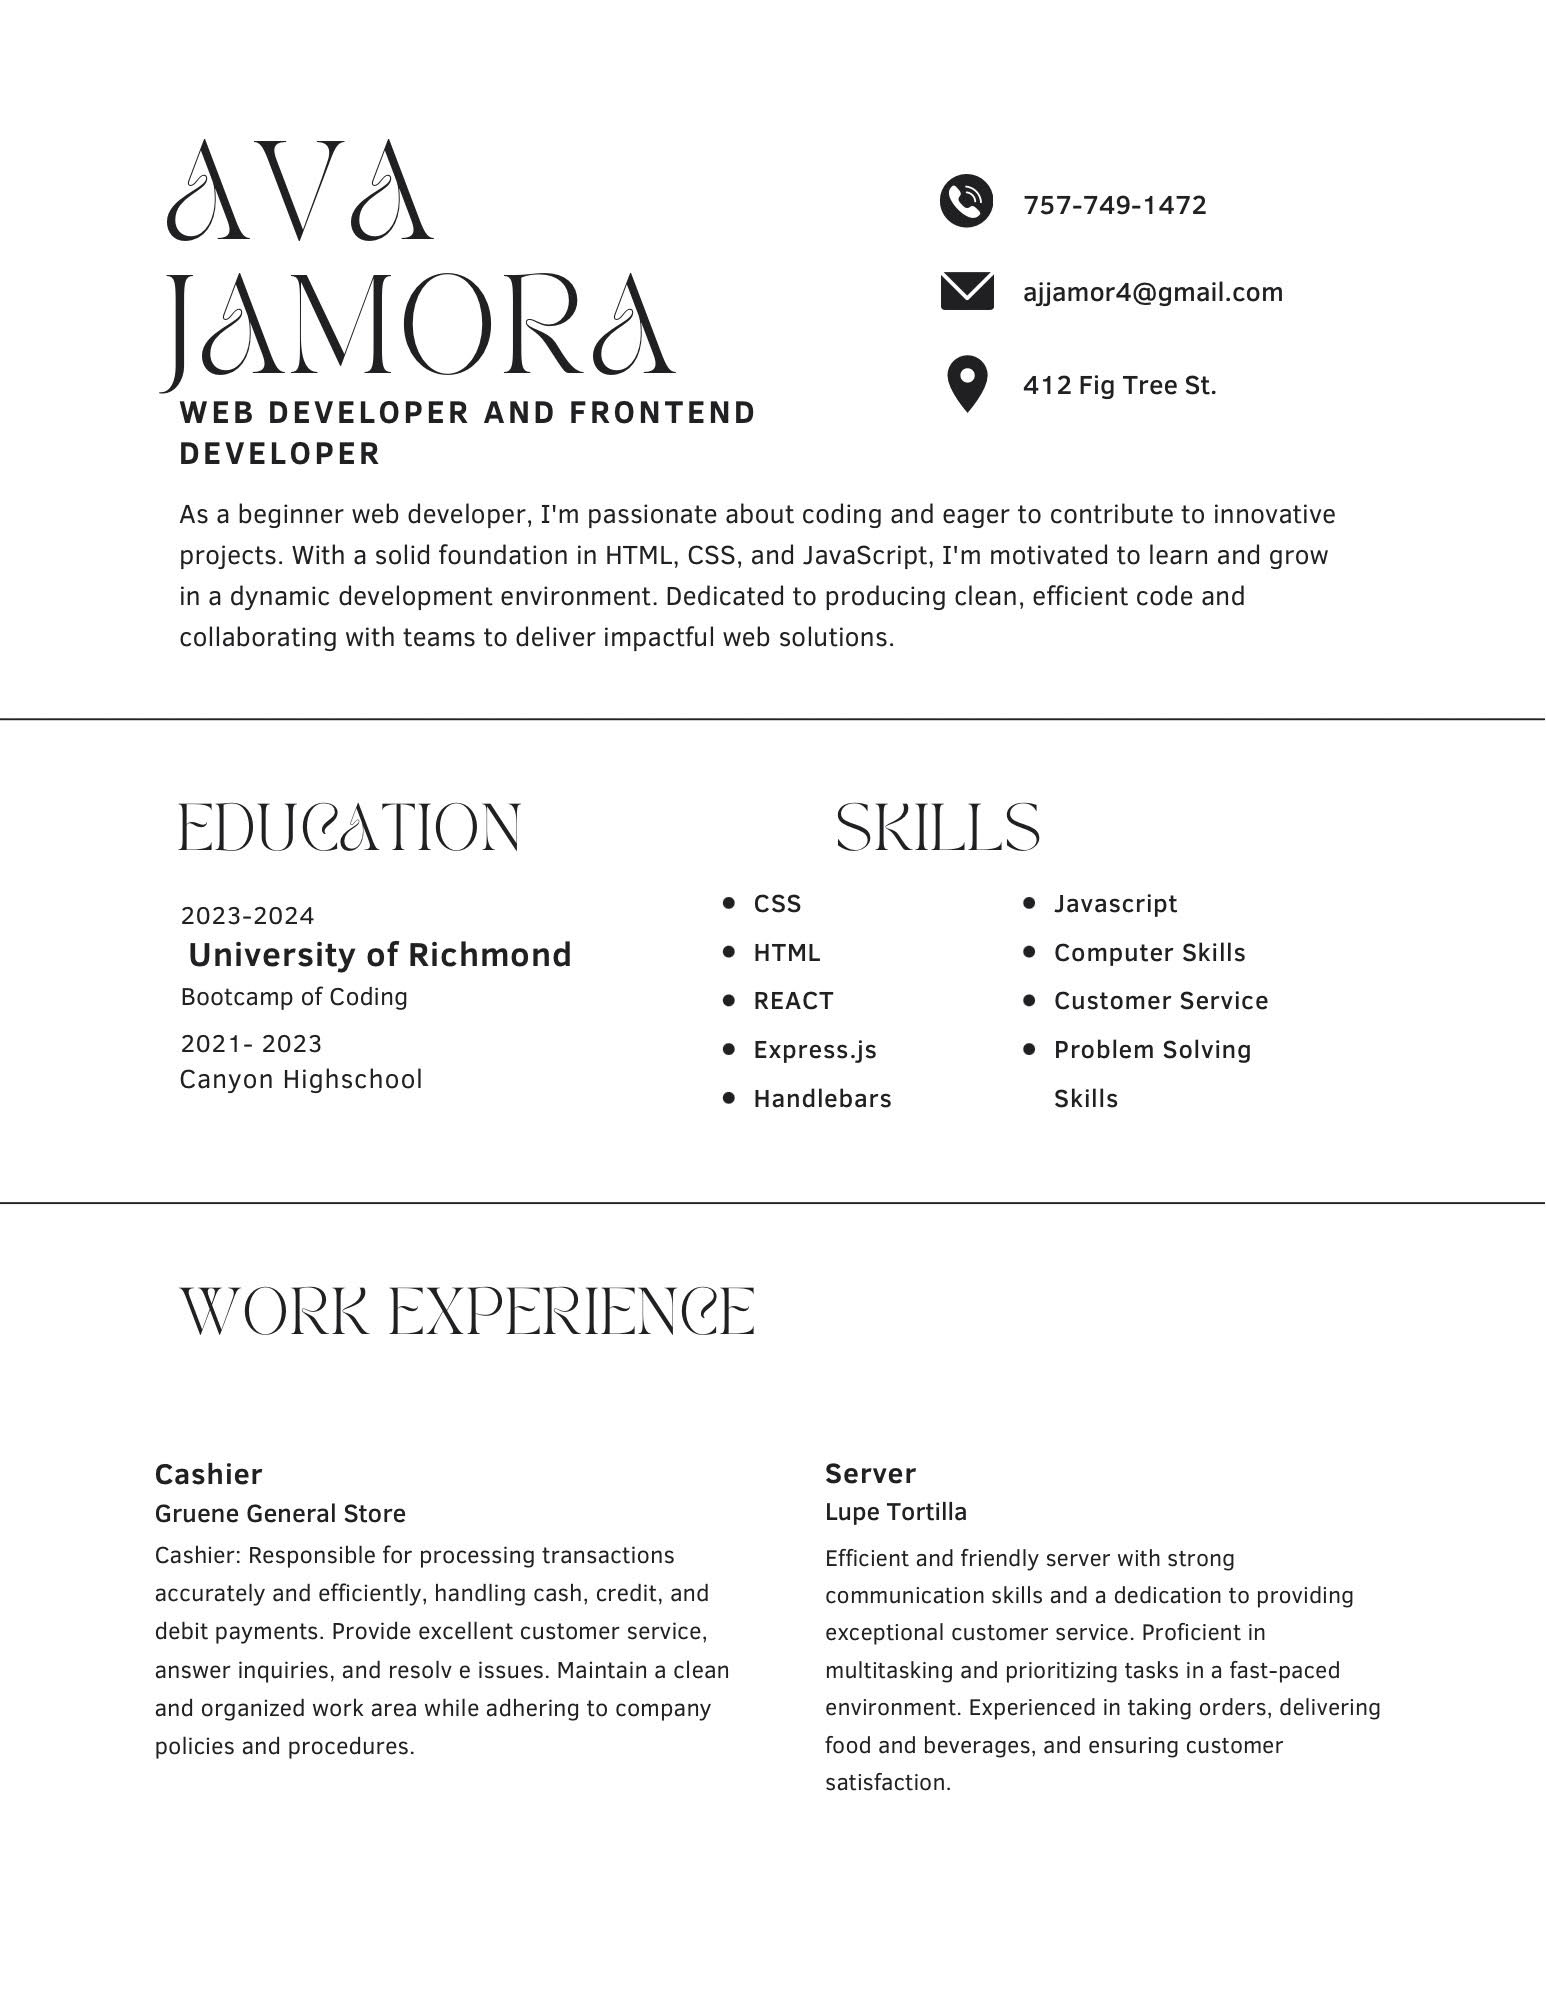 AVA
JAMORA
WEB DEVELOPER AND FRONTEND
DEVELOPER
757-749-1472
ajjamor4@gmail.com
412 Fig Tree St.
As a beginner web developer, I'm passionate about coding and eager to contribute to innovative
projects. With a solid foundation in HTML, CSS, and JavaScript, I'm motivated to learn and grow
in a dynamic development environment. Dedicated to producing clean, efficient code and
collaborating with teams to deliver impactful web solutions.
EDUCATION
2023-2024
University of Richmond
Bootcamp of Coding
2021- 2023
Canyon Highschool
SKILLS
• CSS
• HTML
• REACT
• Express.js
• Handlebars
• Javascript
• Computer Skills
• Customer Service
• Problem Solving
Skills
WORK EXPERIENCE
Cashier
Gruene General Store
Cashier: Responsible for processing transactions
accurately and efficiently, handling cash, credit, and
debit payments. Provide excellent customer service,
answer inquiries, and resolv e issues. Maintain a clean
and organized work area while adhering to company
policies and procedures.
Server
Lupe Tortilla
Efficient and friendly server with strong
communication skills and a dedication to providing
exceptional customer service. Proficient in
multitasking and prioritizing tasks in a fast-paced
environment. Experienced in taking orders, delivering
food and beverages, and ensuring customer
satisfaction.